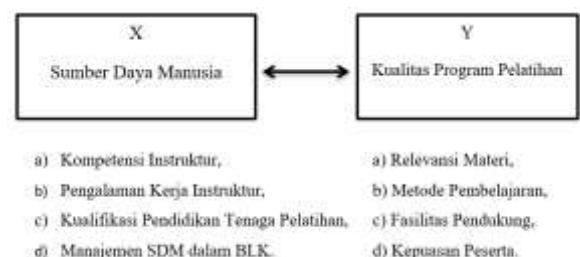 X
Sumber Daya Manusia
Y
Kualitas Program Pelatihan
a) Kompetensi Instruktur,
b) Pengalaman Kerja Instruktur,
c) Kualifikasi Pendidikan Tenaga Pelatihan,
d) Manajemen SDM dalam BLK.
a) Relevansi Materi,
b) Metode Pembelajaran,
c) Fasilitas Pendukung,
d) Kepuasan Peserta.